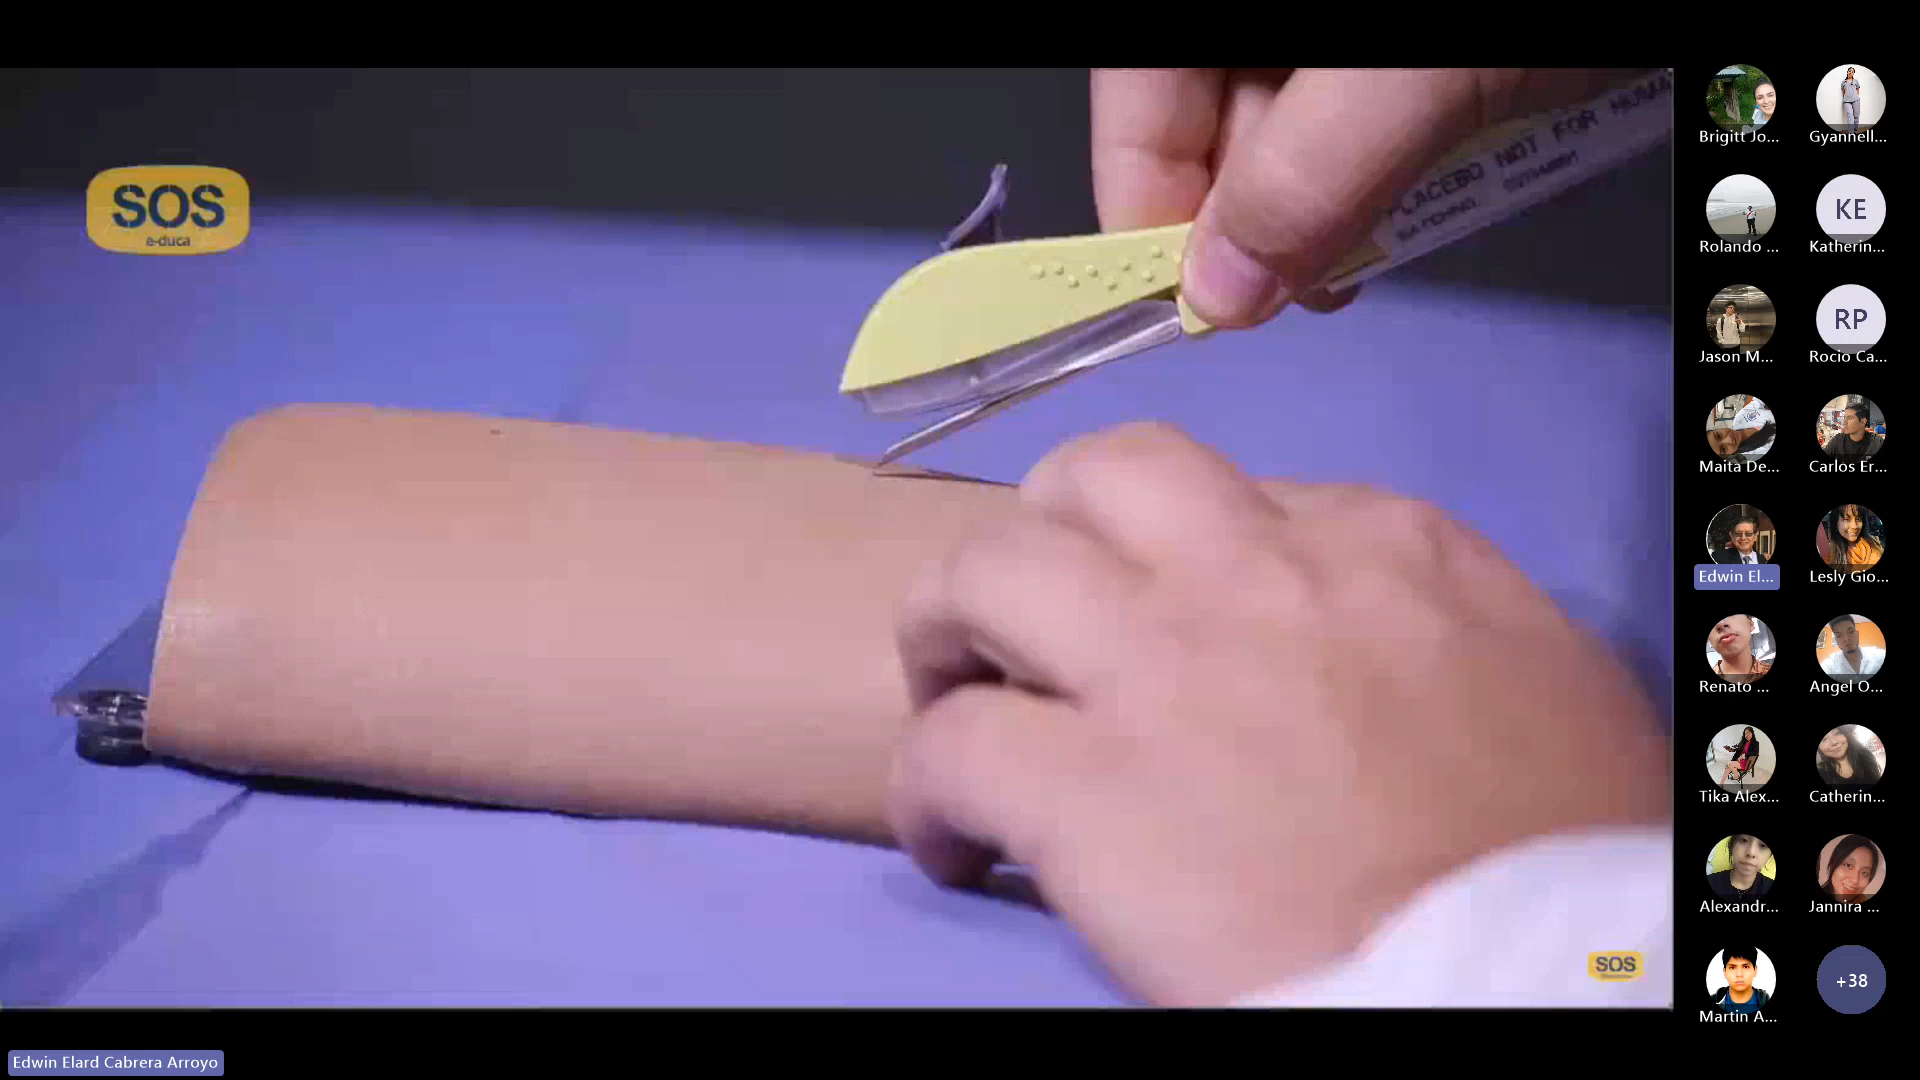 SOS
e-duca
PLACEBO NOT FOR
SOS
Edwin Elard Cabrera Arroyo
Brigitt Jo...
Gyannell...
Rolando ...
KE
Katherin...
Jason M...
RP
Rocio Ca...
Maita De...
Carlos Er...
Edwin El...
Lesly Gio...
Renato ...
Angel O...
Tika Alex...
Catherin...
Alexandr...
Jannira ...
Martin A...
+38